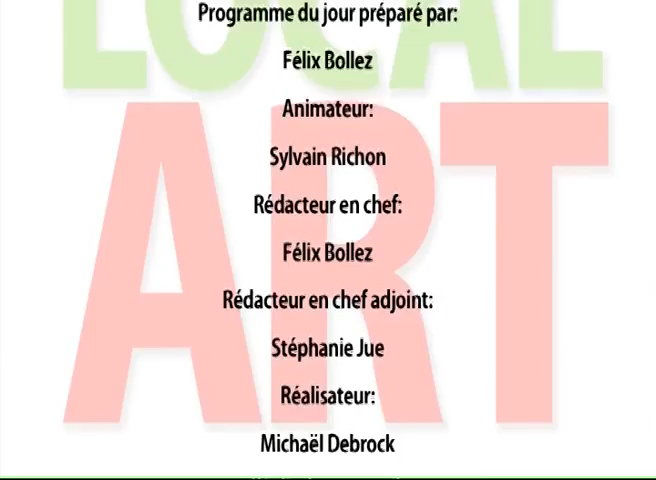 LOCAL
ART
Programme du jour préparé par:
Félix Bollez
Animateur:
Sylvain Richon
Rédacteur en chef:
Félix Bollez
Rédacteur en chef adjoint:
Stéphanie Jue
Réalisateur:
Michaël Debrock